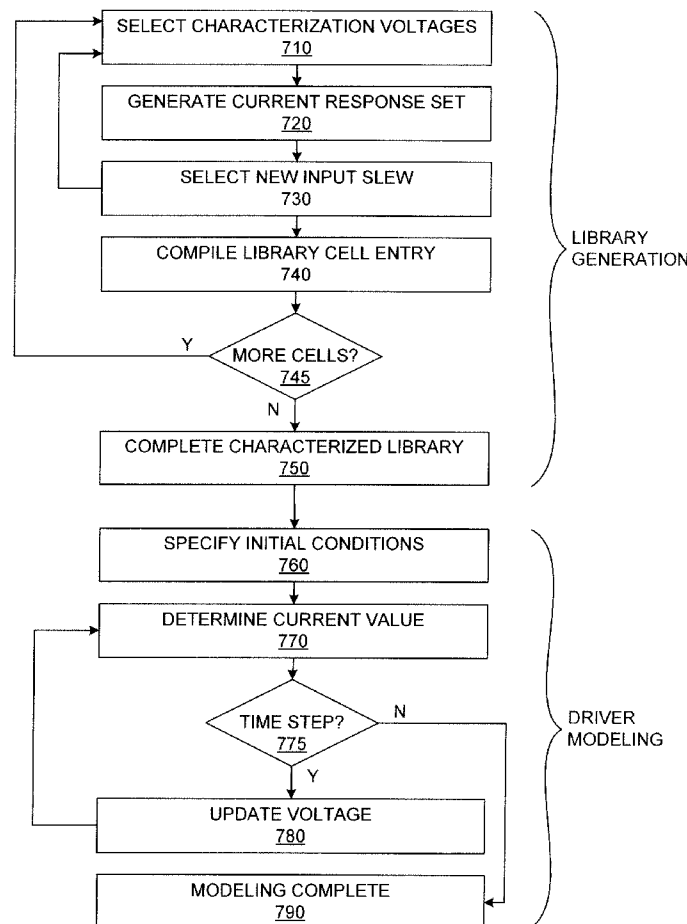 SELECT CHARACTERIZATION VOLTAGES
710
GENERATE CURRENT RESPONSE SET
720
SELECT NEW INPUT SLEW
730
COMPILE LIBRARY CELL ENTRY
740
LIBRARY
GENERATION
Y
MORE CELLS?
745
N
COMPLETE CHARACTERIZED LIBRARY
750
SPECIFY INITIAL CONDITIONS
760
DETERMINE CURRENT VALUE
770
TIME STEP?
775
N
Y
DRIVER
MODELING
UPDATE VOLTAGE
780
MODELING COMPLETE
790